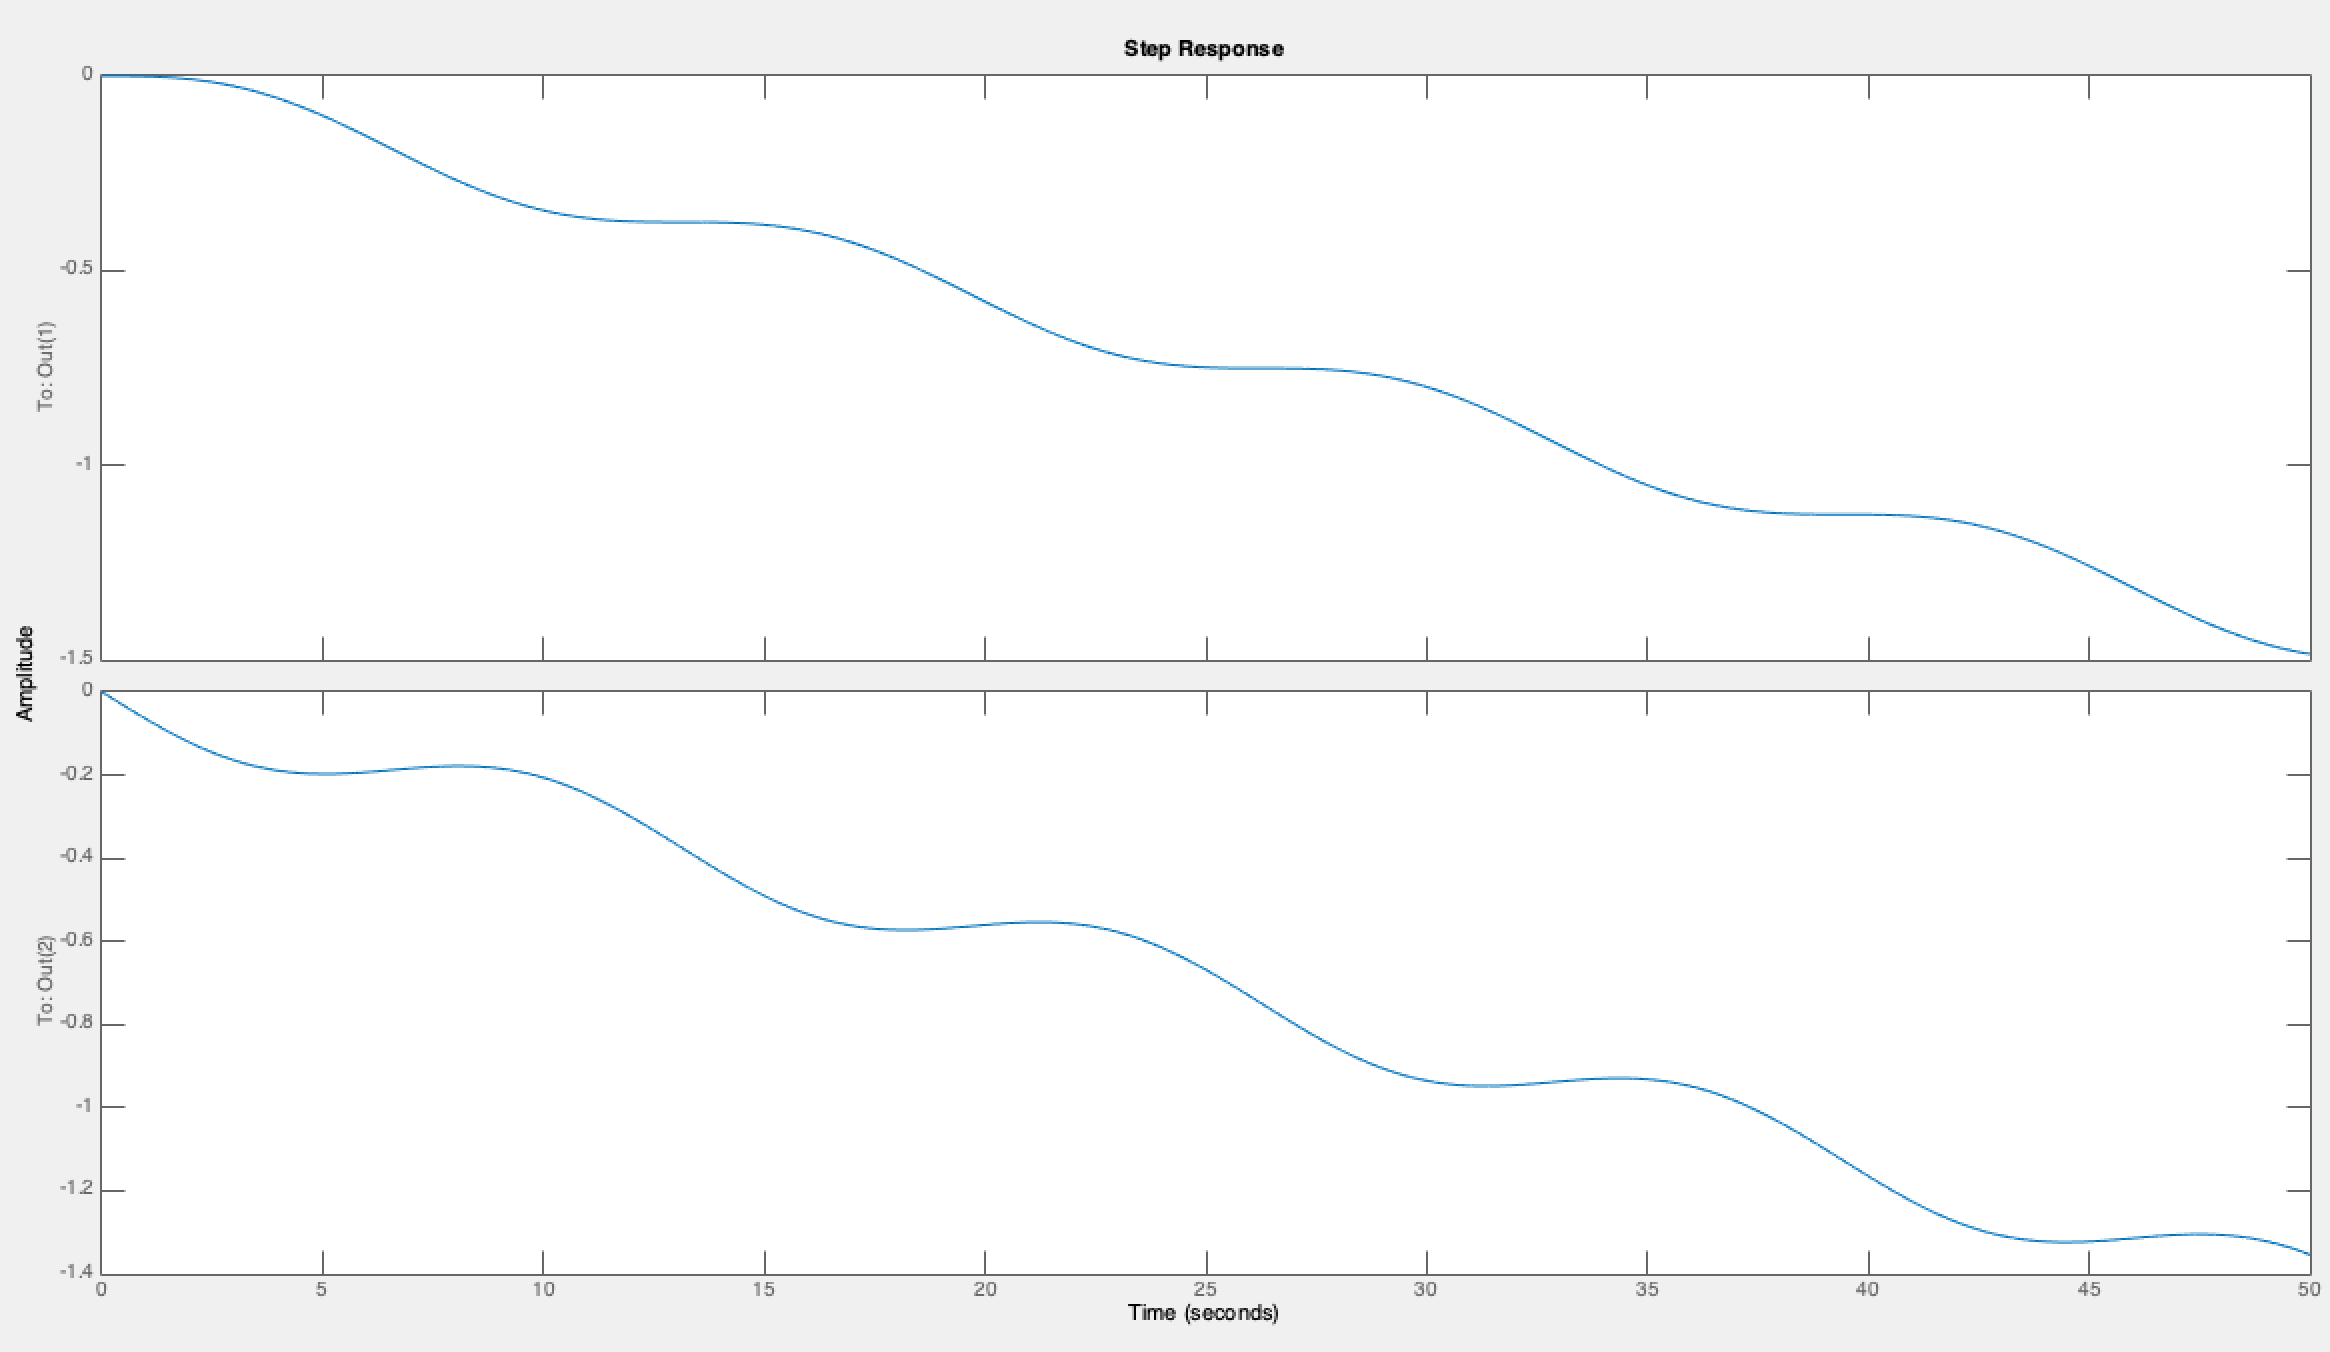 Step Response
Amplitude
To: Out(1)
0
-0.5
-1
-1.5
To: Out(2)
0
-0.2
-0.4
-0.6
-0.8
-1
-1.2
-1.4
0 5 10 15 20 25 30 35 40 45 50
Time (seconds)